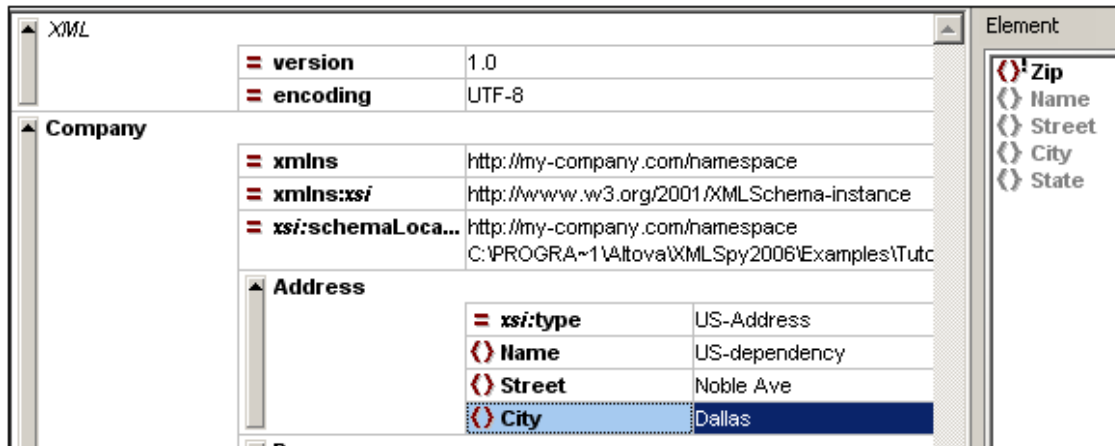 XML
Element
= version 1.0
= encoding UTF-8
Company
= xmlns http://my-company.com/namespace
= xmlns:xsi http://www.w3.org/2001/XMLSchema-instance
= xsi:schemaLoca... http://my-company.com/namespace
C:\PROGRA~1\Altova\XMLSpy2006\Examples\Tuto
Address
= xsi:type US-Address
() Name US-dependency
() Street Noble Ave
() City Dallas
()! Zip
() Name
() Street
() City
() State